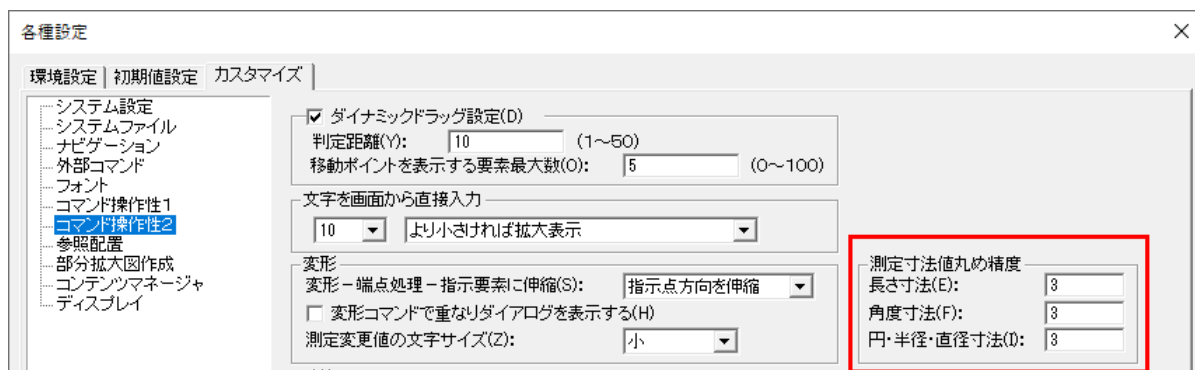 各種設定
環境設定 初期値設定 カスタマイズ
システム設定
システムファイル
ナビゲーション
外部コマンド
フォント
コマンド操作性1
コマンド操作性2
参照配置
部分拡大図作成
コンテンツマネージャ
ディスプレイ
ダイナミックドラッグ設定(D)
判定距離(Y): 10 (1~50)
移動ポイントを表示する要素最大数(O): 5 (0~100)
文字を画面から直接入力
10 より小さければ拡大表示
変形
変形-端点処理-指示要素に伸縮(S): 指示点方向を伸縮
変形コマンドで重なりダイアログを表示する(H)
測定変更値の文字サイズ(Z): 小
測定寸法値丸め精度
長さ寸法(E): 3
角度寸法(F): 3
円・半径・直径寸法(I): 3